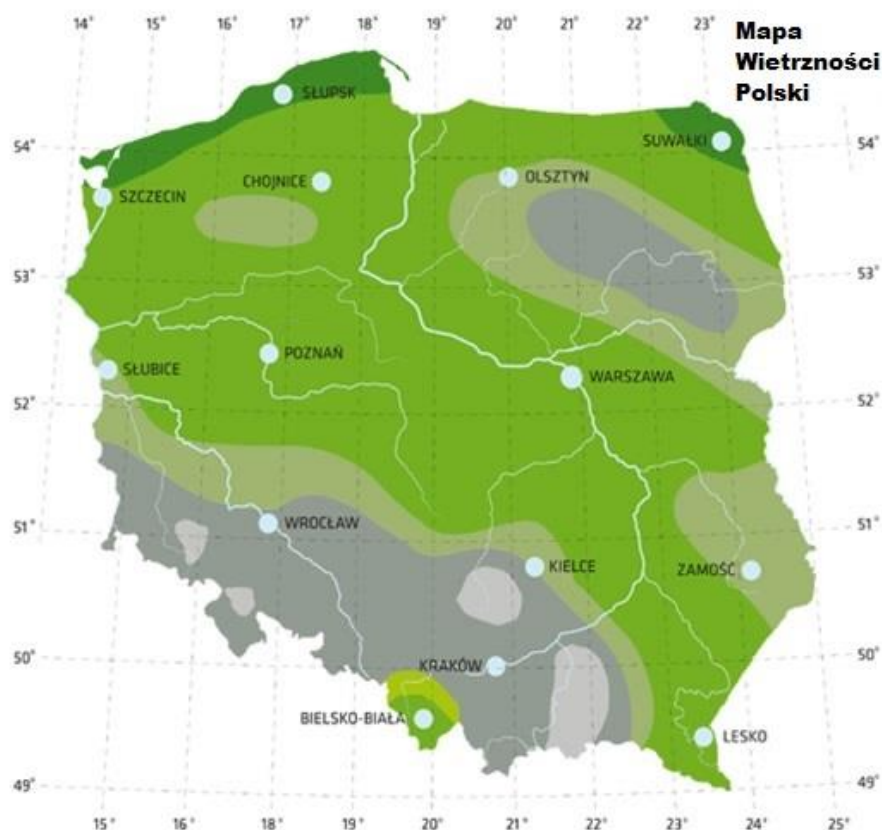 14° 15° 16° 17° 18° 19° 20° 21° 22° 23°
Mapa
Wietrzności
Polski
SŁUPSK
54° SUWAŁKI 54°
CHOJNICE OLSZTYN
SZCZECIN
53° 53°
POZNAŃ
SŁUBICE WARSZAWA
52° 52°
51° WROCŁAW 51°
KIELCE ZAMOŚĆ
50° KRAKÓW 50°
BIELSKO-BIAŁA LESKO
49° 49°
15° 16° 17° 18° 19° 20° 21° 22° 23° 24° 25°